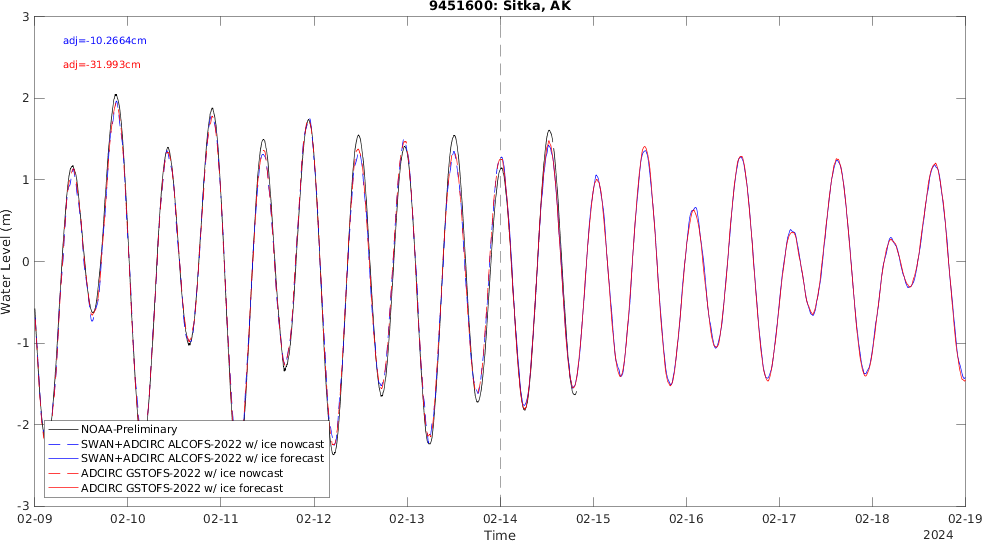 9451600: Sitka, AK
adj=-10.2664cm
adj=-31.993cm
Water Level (m)
3
2
1
0
-1
-2
-3
NOAA-Preliminary
SWAN+ADCIRC ALCOFS-2022 w/ ice nowcast
SWAN+ADCIRC ALCOFS-2022 w/ ice forecast
ADCIRC GSTOFS-2022 w/ ice nowcast
ADCIRC GSTOFS-2022 w/ ice forecast
02-09 02-10 02-11 02-12 02-13 02-14 02-15 02-16 02-17 02-18 02-19
Time
2024